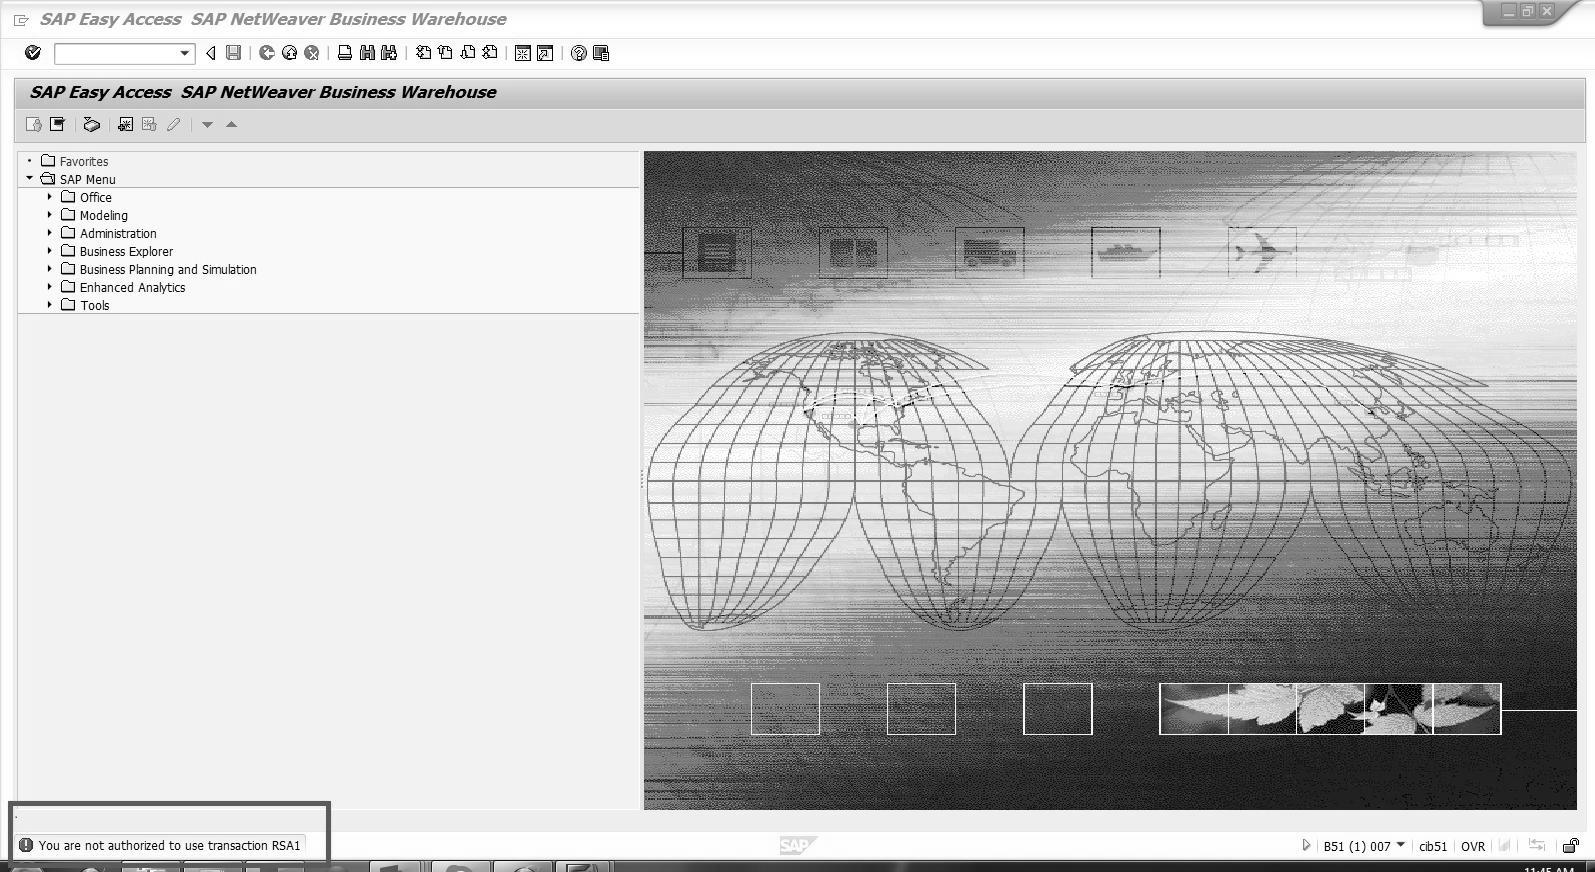 SAP Easy Access SAP NetWeaver Business Warehouse
SAP Easy Access SAP NetWeaver Business Warehouse
Favorites
SAP Menu
Office
Modeling
Administration
Business Explorer
Business Planning and Simulation
Enhanced Analytics
Tools
You are not authorized to use transaction RSA1
SAP
B51 (1) 007
cib51
OVR
11:45 AM